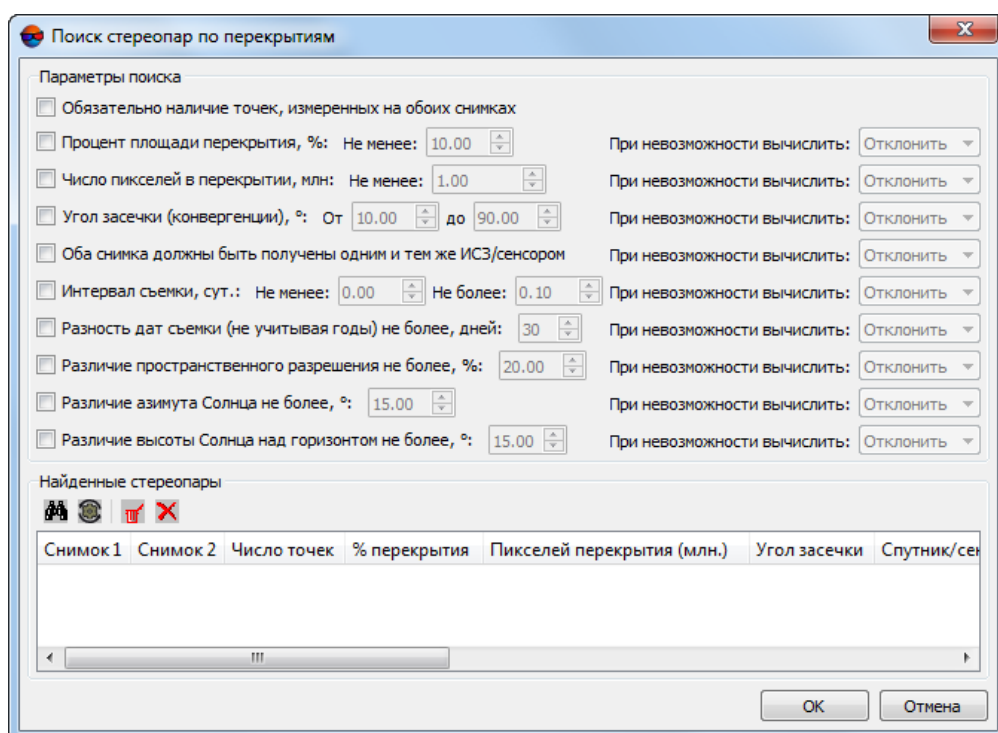 Поиск стереопар по перекрытиям
Параметры поиска
Обязательно наличие точек, измеренных на обоих снимках
Процент площади перекрытия, %: Не менее: 10.00 При невозможности вычислить: Отклонить
Число пикселей в перекрытии, млн: Не менее: 1.00 При невозможности вычислить: Отклонить
Угол засечки (конвергенции), °: От 10.00 до 90.00 При невозможности вычислить: Отклонить
Оба снимка должны быть получены одним и тем же ИСЗ/сенсором При невозможности вычислить: Отклонить
Интервал съемки, сут.: Не менее: 0.00 Не более: 0.10 При невозможности вычислить: Отклонить
Разность дат съемки (не учитывая годы) не более, дней: 30 При невозможности вычислить: Отклонить
Различие пространственного разрешения не более, %: 20.00 При невозможности вычислить: Отклонить
Различие азимута Солнца не более, °: 15.00 При невозможности вычислить: Отклонить
Различие высоты Солнца над горизонтом не более, °: 15.00 При невозможности вычислить: Отклонить
Найденные стереопары
Снимок 1 Снимок 2 Число точек % перекрытия Пикселей перекрытия (млн.) Угол засечки Спутник/сен
OK Отмена